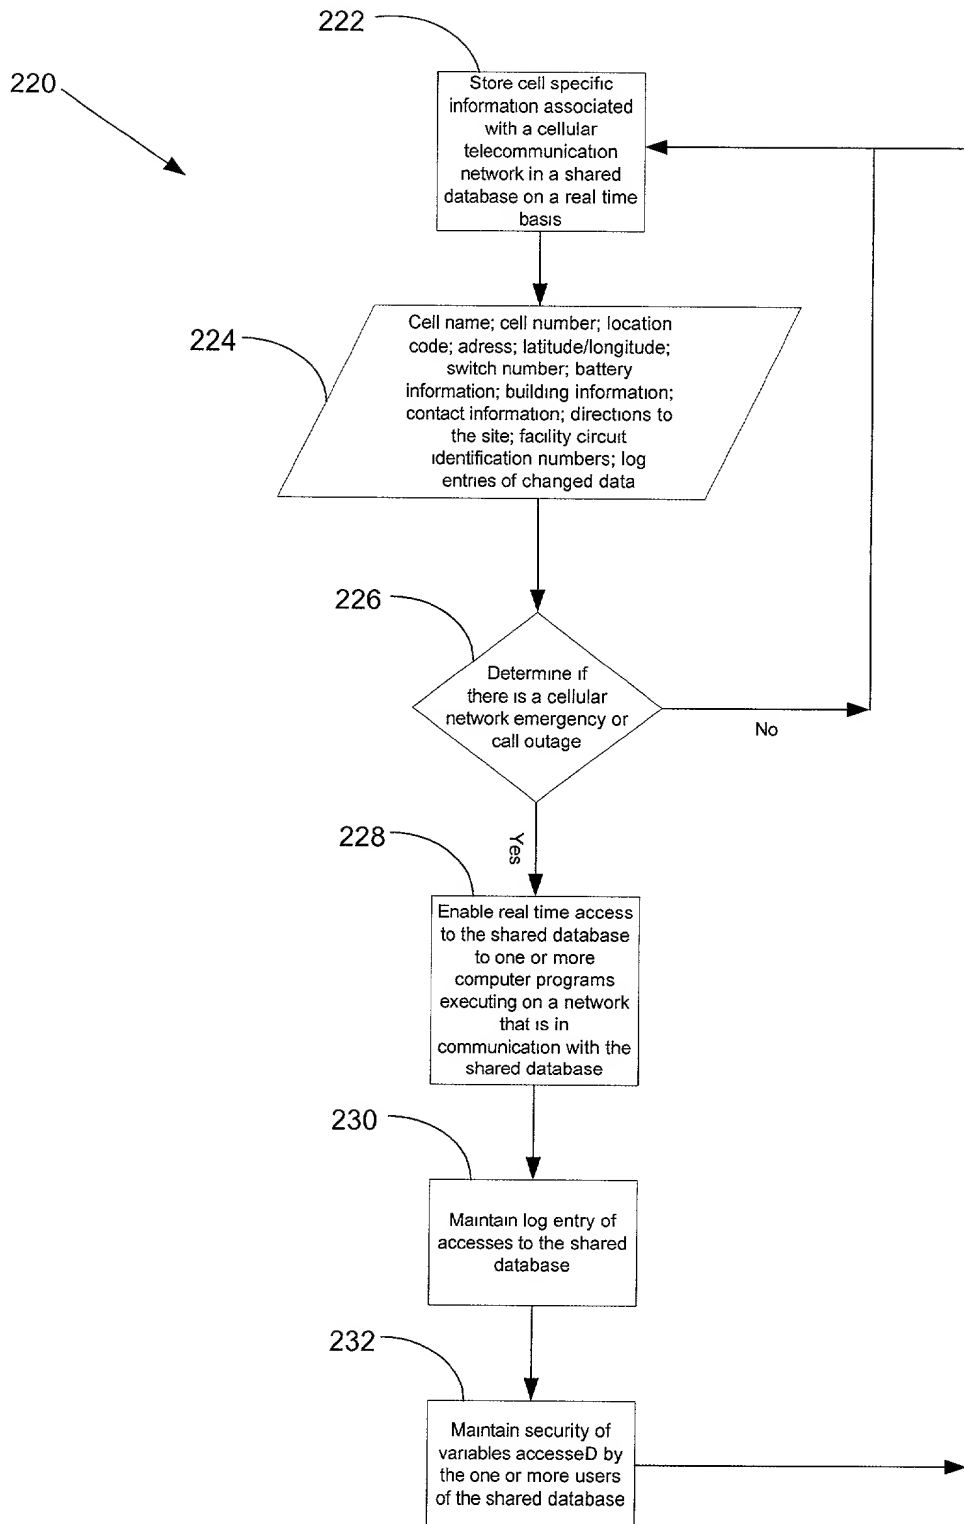 222
220
Store cell specific
information associated
with a cellular
telecommunication
network in a shared
database on a real time
basis
224
Cell name; cell number; location
code; adress; latitude/longitude;
switch number; battery
information; building information;
contact information; directions to
the site; facility circuit
identification numbers; log
entries of changed data
226
Determine if
there is a cellular
network emergency or
call outage
No
Yes
228
Enable real time access
to the shared database
to one or more
computer programs
executing on a network
that is in
communication with the
shared database
230
Maintain log entry of
accesses to the shared
database
232
Maintain security of
variables accesseD by
the one or more users
of the shared database